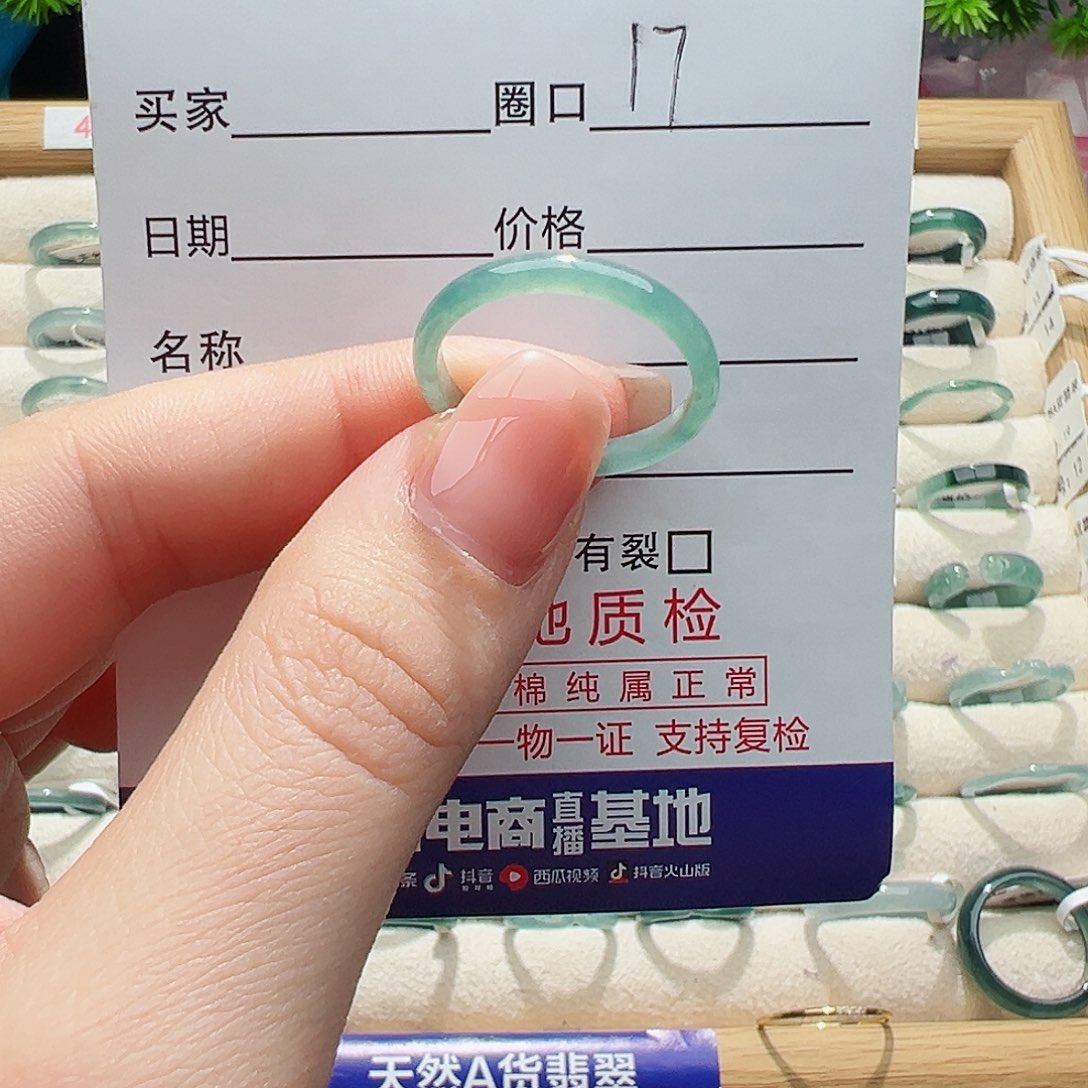 4
买家 圈口 17
日期 价格
名称
有裂
质检
棉纯属正常
一物一证 支持复检
电商直播基地
抖音 西瓜视频 抖音火山版
天然A货翡翠